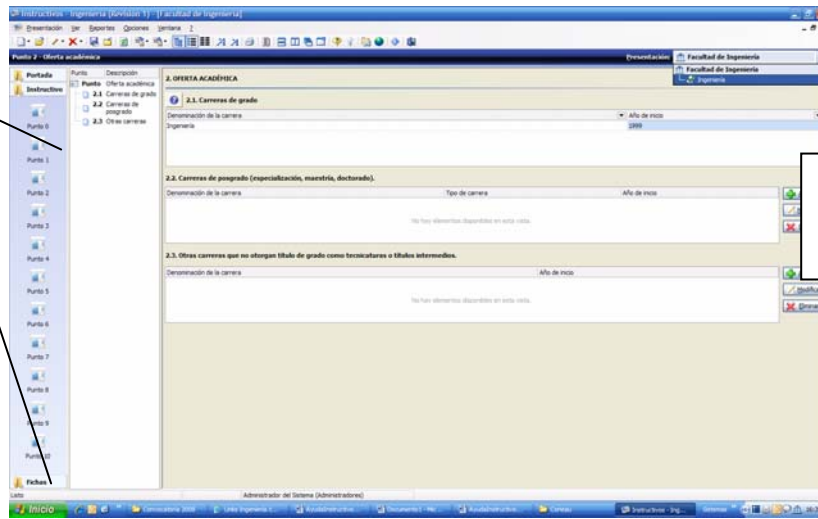 Instructivos - Ingeniería (Revisión 1) - [Facultad de Ingeniería]
Presentación Ver Reportes Opciones Ventana ?
Punto 2 - Oferta académica
Presentación: Facultad de Ingeniería
Facultad de Ingeniería
Ingeniería
Portada
Instructivo
Punto 0
Punto 1
Punto 2
Punto 3
Punto 4
Punto 5
Punto 6
Punto 7
Punto 8
Punto 9
Punto 10
Fichas
Punto Descripción
Punto Oferta académica
2.1 Carreras de grado
2.2 Carreras de posgrado
2.3 Otras carreras
2. OFERTA ACADÉMICA
2.1. Carreras de grado
Denominación de la carrera Año de inicio
Ingeniería 1999
2.2. Carreras de posgrado (especialización, maestría, doctorado).
Denominación de la carrera Tipo de carrera Año de inicio
No hay elementos disponibles en esta vista.
2.3. Otras carreras que no otorgan título de grado como tecnicaturas o títulos intermedios.
Denominación de la carrera Año de inicio
No hay elementos disponibles en esta vista.
Listo Administrador del Sistema (Administradores)
Inicio Convocatoria 2008 Documento1 - Coneau Instructivos - Ing... Sistemas